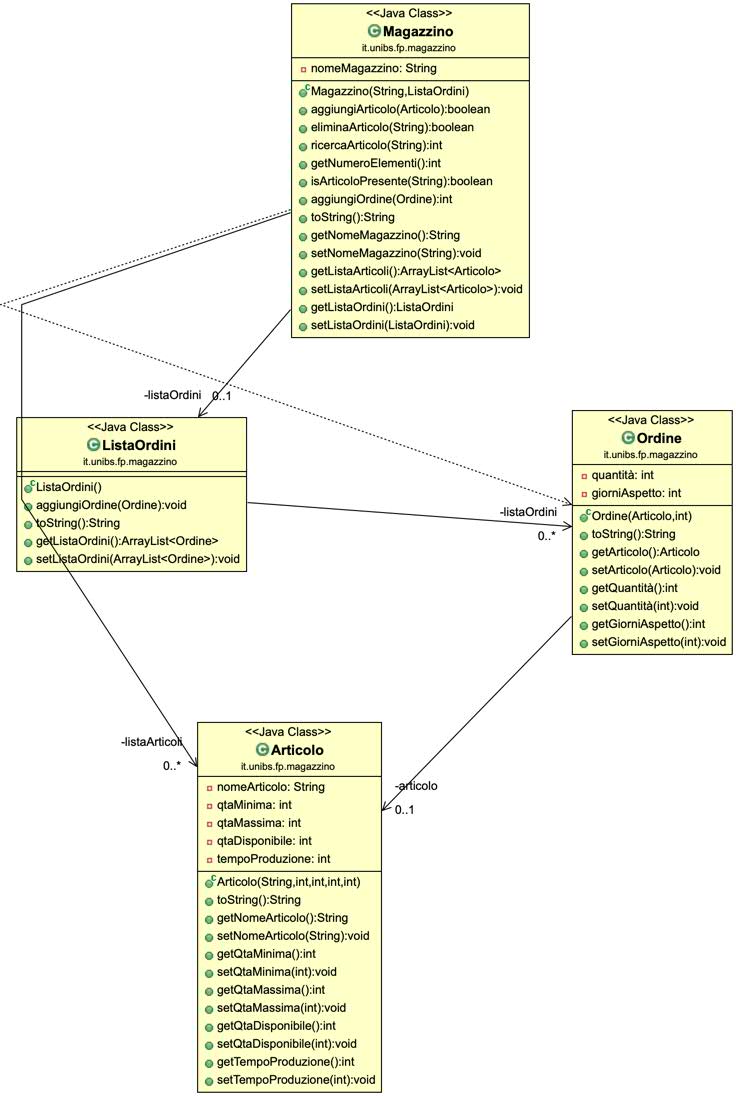 <<Java Class>>
Magazzino
it.unibs.fp.magazzino
nomeMagazzino: String
Magazzino(String,ListaOrdini)
aggiungiArticolo(Articolo):boolean
eliminaArticolo(String):boolean
ricercaArticolo(String):int
getNumeroElementi():int
isArticoloPresente(String):boolean
aggiungiOrdine(Ordine):int
toString():String
getNomeMagazzino():String
setNomeMagazzino(String):void
getListaArticoli():ArrayList<Articolo>
setListaArticoli(ArrayList<Articolo>):void
getListaOrdini():ListaOrdini
setListaOrdini(ListaOrdini):void
-listaOrdini 0..1
<<Java Class>>
ListaOrdini
it.unibs.fp.magazzino
ListaOrdini()
aggiungiOrdine(Ordine):void
toString():String
getListaOrdini():ArrayList<Ordine>
setListaOrdini(ArrayList<Ordine>):void
-listaOrdini
0..*
<<Java Class>>
Ordine
it.unibs.fp.magazzino
quantità: int
giorniAspetto: int
Ordine(Articolo,int)
toString():String
getArticolo():Articolo
setArticolo(Articolo):void
getQuantità():int
setQuantità(int):void
getGiorniAspetto():int
setGiorniAspetto(int):void
-listaArticoli
0..*
-articolo
0..1
<<Java Class>>
Articolo
it.unibs.fp.magazzino
nomeArticolo: String
qtaMinima: int
qtaMassima: int
qtaDisponibile: int
tempoProduzione: int
Articolo(String,int,int,int,int)
toString():String
getNomeArticolo():String
setNomeArticolo(String):void
getQtaMinima():int
setQtaMinima(int):void
getQtaMassima():int
setQtaMassima(int):void
getQtaDisponibile():int
setQtaDisponibile(int):void
getTempoProduzione():int
setTempoProduzione(int):void